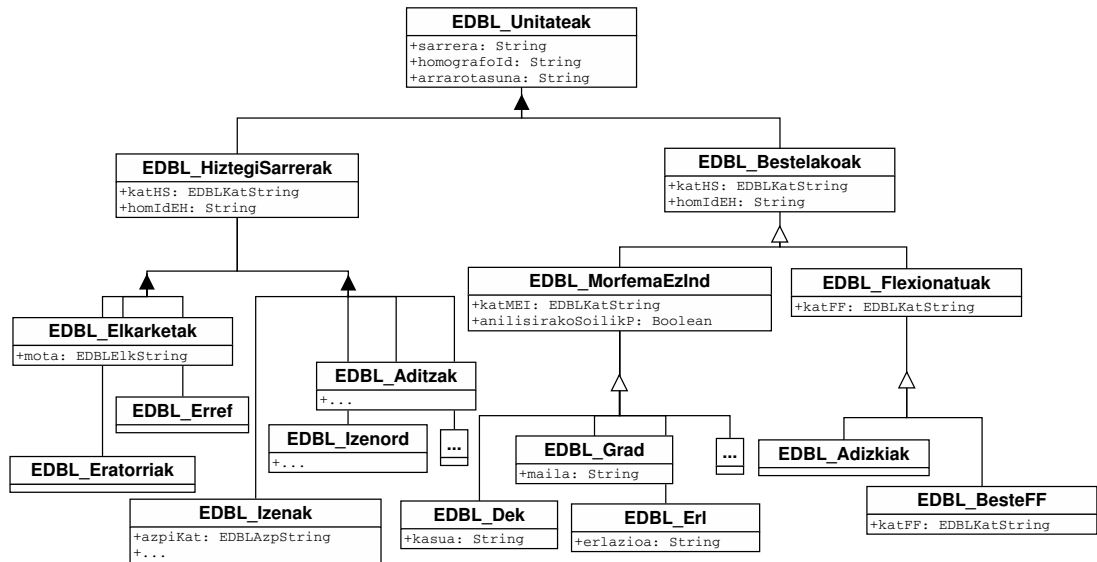 EDBL_Unitateak
+sarrera: String
+homografoId: String
+arrarotasuna: String
EDBL_HiztegiSarrerak
+katHS: EDBLKatString
+homIdEH: String
EDBL_Bestelakoak
+katHS: EDBLKatString
+homIdEH: String
EDBL_MorfemaEzInd
+katMEI: EDBLKatString
+anilisirakoSoilikP: Boolean
EDBL_Flexionatuak
+katFF: EDBLKatString
EDBL_Elkarketak
+mota: EDBLElkString
EDBL_Aditzak
+...
EDBL_Erref
EDBL_Izenord
+...
...
EDBL_Grad
+maila: String
...
EDBL_Adizkiak
EDBL_Eratorriak
EDBL_Izenak
+azpiKat: EDBLAzpString
+...
EDBL_Dek
+kasua: String
EDBL_Erl
+erlazioa: String
EDBL_BesteFF
+katFF: EDBLKatString